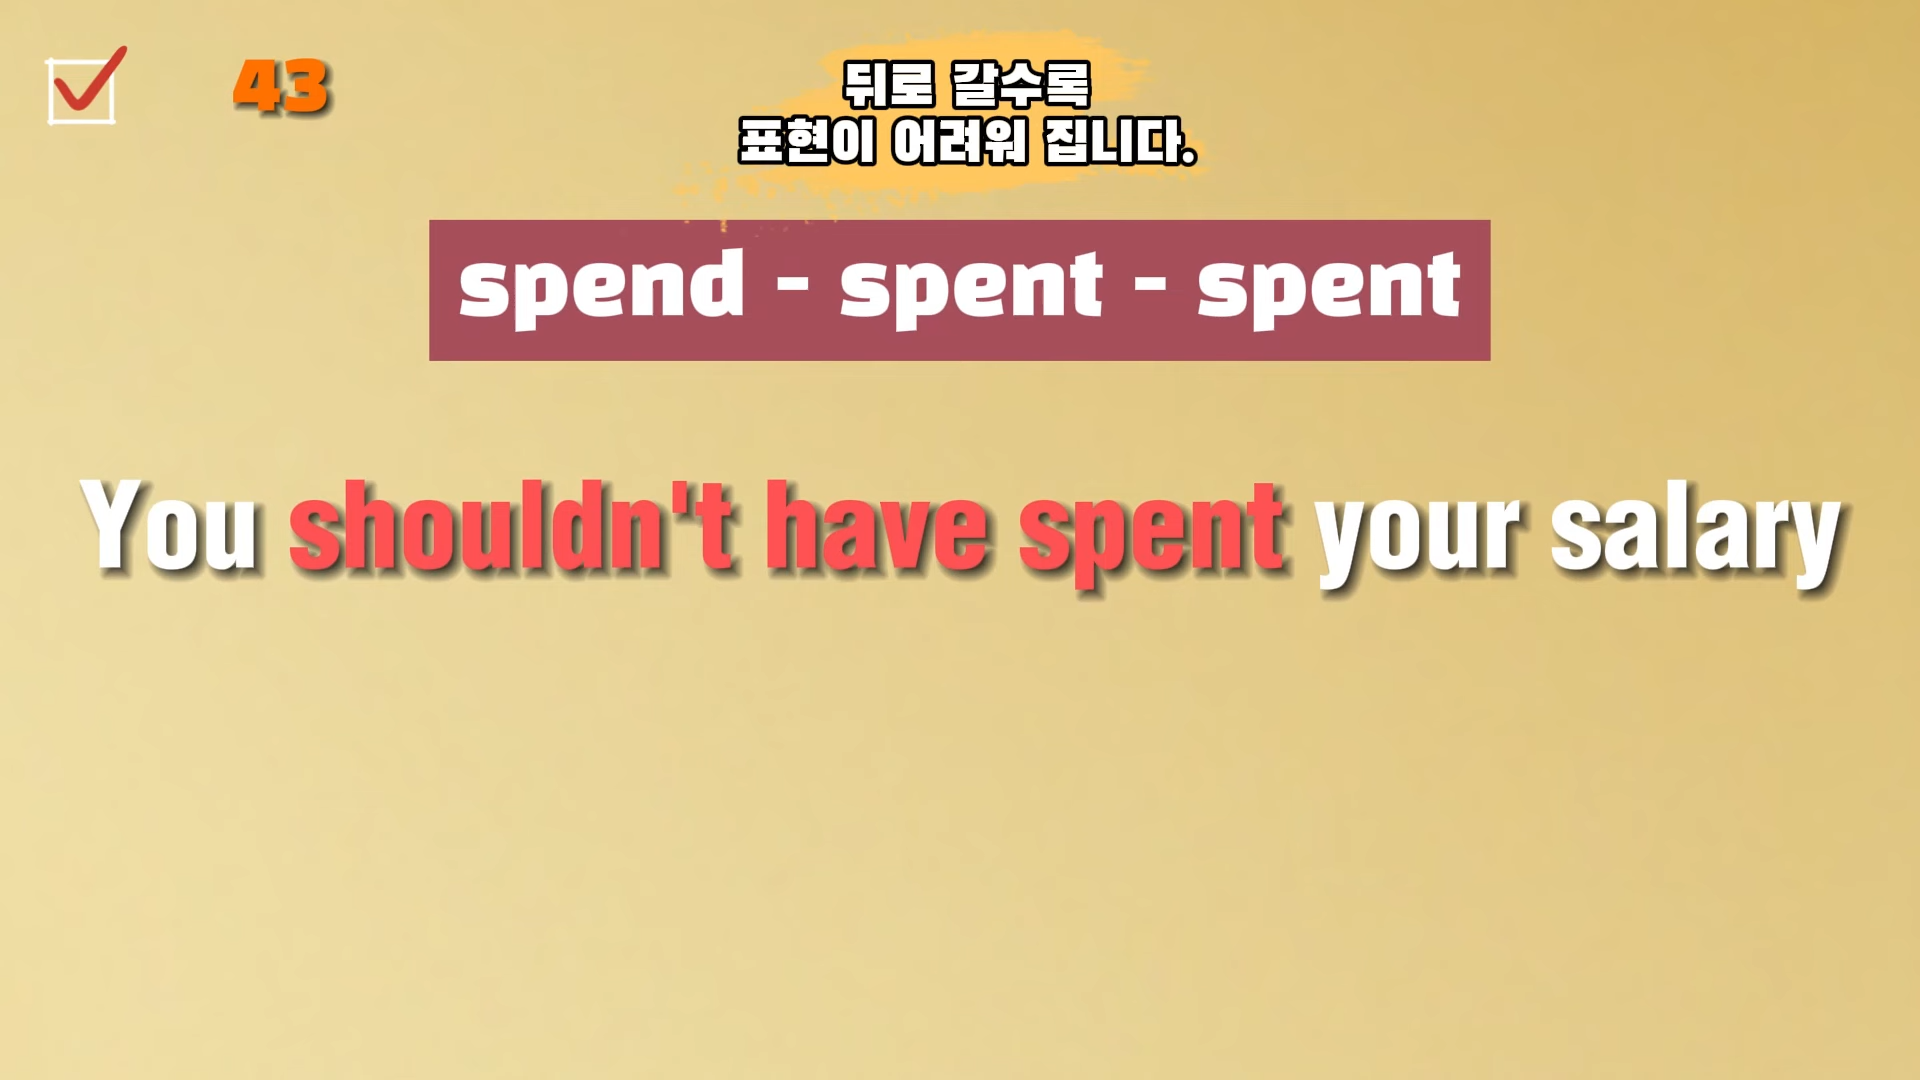 43
뒤로 갈수록
표현이 어려워 집니다.
spend - spent - spent
You shouldn't have spent your salary